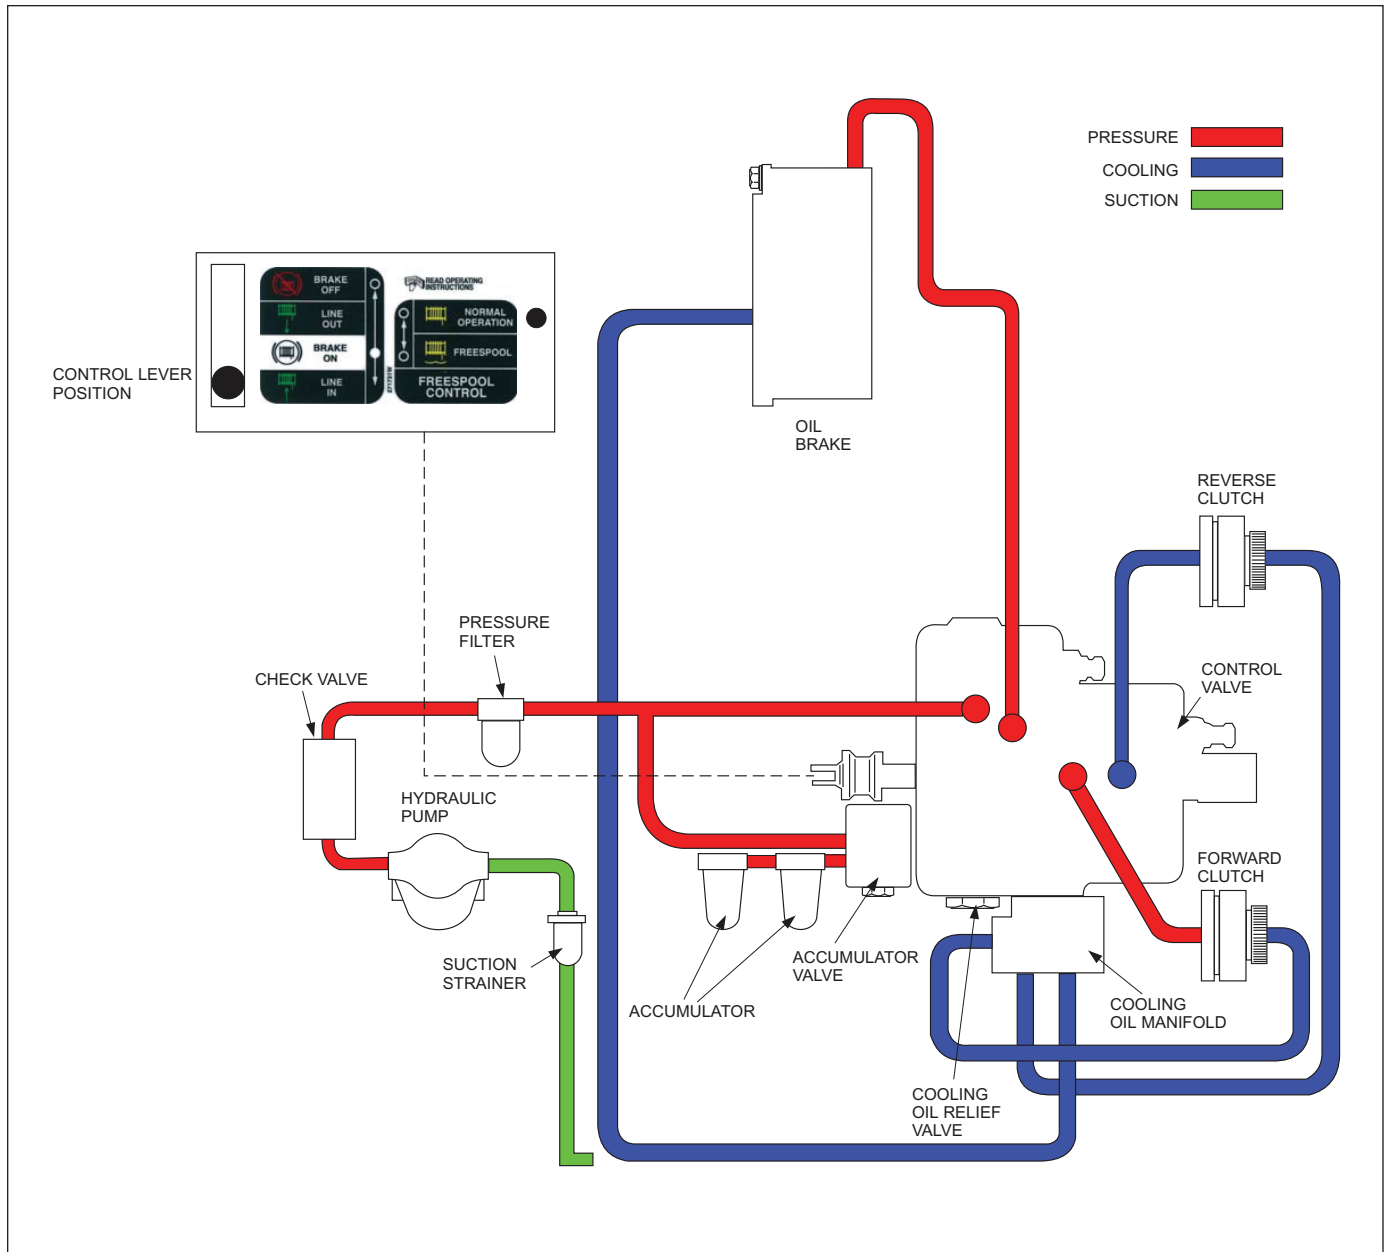 PRESSURE
COOLING
SUCTION
BRAKE
OFF
LINE
OUT
BRAKE
ON
LINE
IN
READ OPERATING
INSTRUCTIONS
NORMAL
OPERATION
FREESPOOL
FREESPOOL
CONTROL
CONTROL LEVER
POSITION
OIL
BRAKE
REVERSE
CLUTCH
PRESSURE
FILTER
CHECK VALVE
CONTROL
VALVE
HYDRAULIC
PUMP
FORWARD
CLUTCH
SUCTION
STRAINER
ACCUMULATOR
VALVE
ACCUMULATOR
COOLING
OIL MANIFOLD
COOLING
OIL RELIEF
VALVE